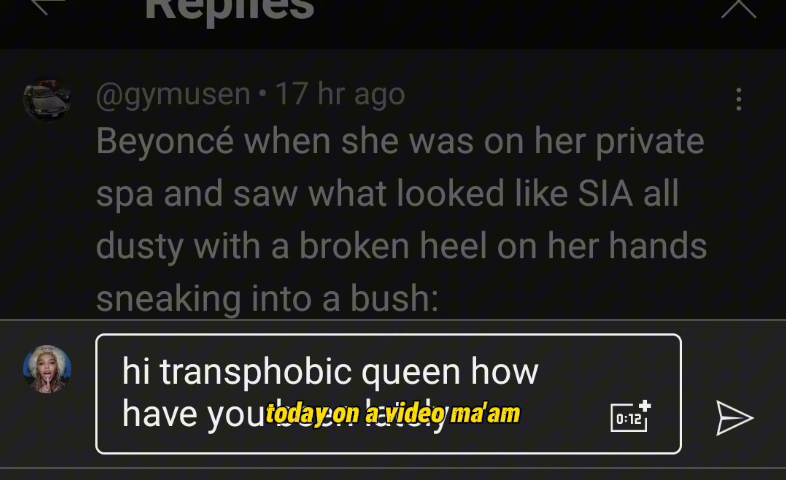 Replies
@gymusen • 17 hr ago
Beyoncé when she was on her private
spa and saw what looked like SIA all
dusty with a broken heel on her hands
sneaking into a bush:
hi transphobic queen how
have you been lately
today on a video ma'am
0:12